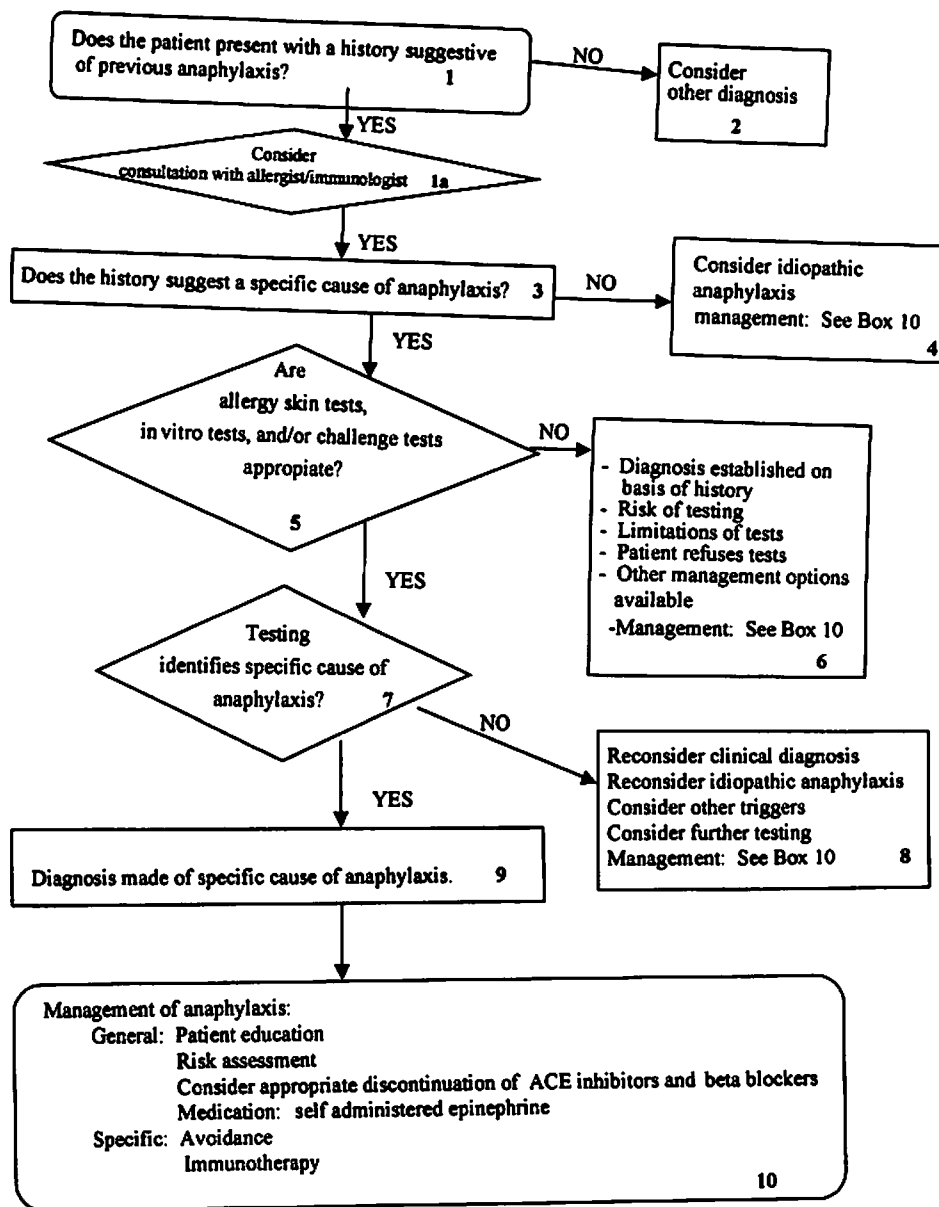 Does the patient present with a history suggestive
of previous anaphylaxis?
1
NO
Consider
other diagnosis
2
YES
Consider
consultation with allergist/immunologist 1a
YES
Does the history suggest a specific cause of anaphylaxis? 3
NO
Consider idiopathic
anaphylaxis
management: See Box 10
4
YES
Are
allergy skin tests,
in vitro tests, and/or challenge tests
appropiate?
5
NO
- Diagnosis established on
basis of history
- Risk of testing
- Limitations of tests
- Patient refuses tests
- Other management options
available
-Management: See Box 10
6
YES
Testing
identifies specific cause of
anaphylaxis?
7
NO
Reconsider clinical diagnosis
Reconsider idiopathic anaphylaxis
Consider other triggers
Consider further testing
Management: See Box 10 8
YES
Diagnosis made of specific cause of anaphylaxis. 9
Management of anaphylaxis:
General: Patient education
Risk assessment
Consider appropriate discontinuation of ACE inhibitors and beta blockers
Medication: self administered epinephrine
Specific: Avoidance
Immunotherapy
10